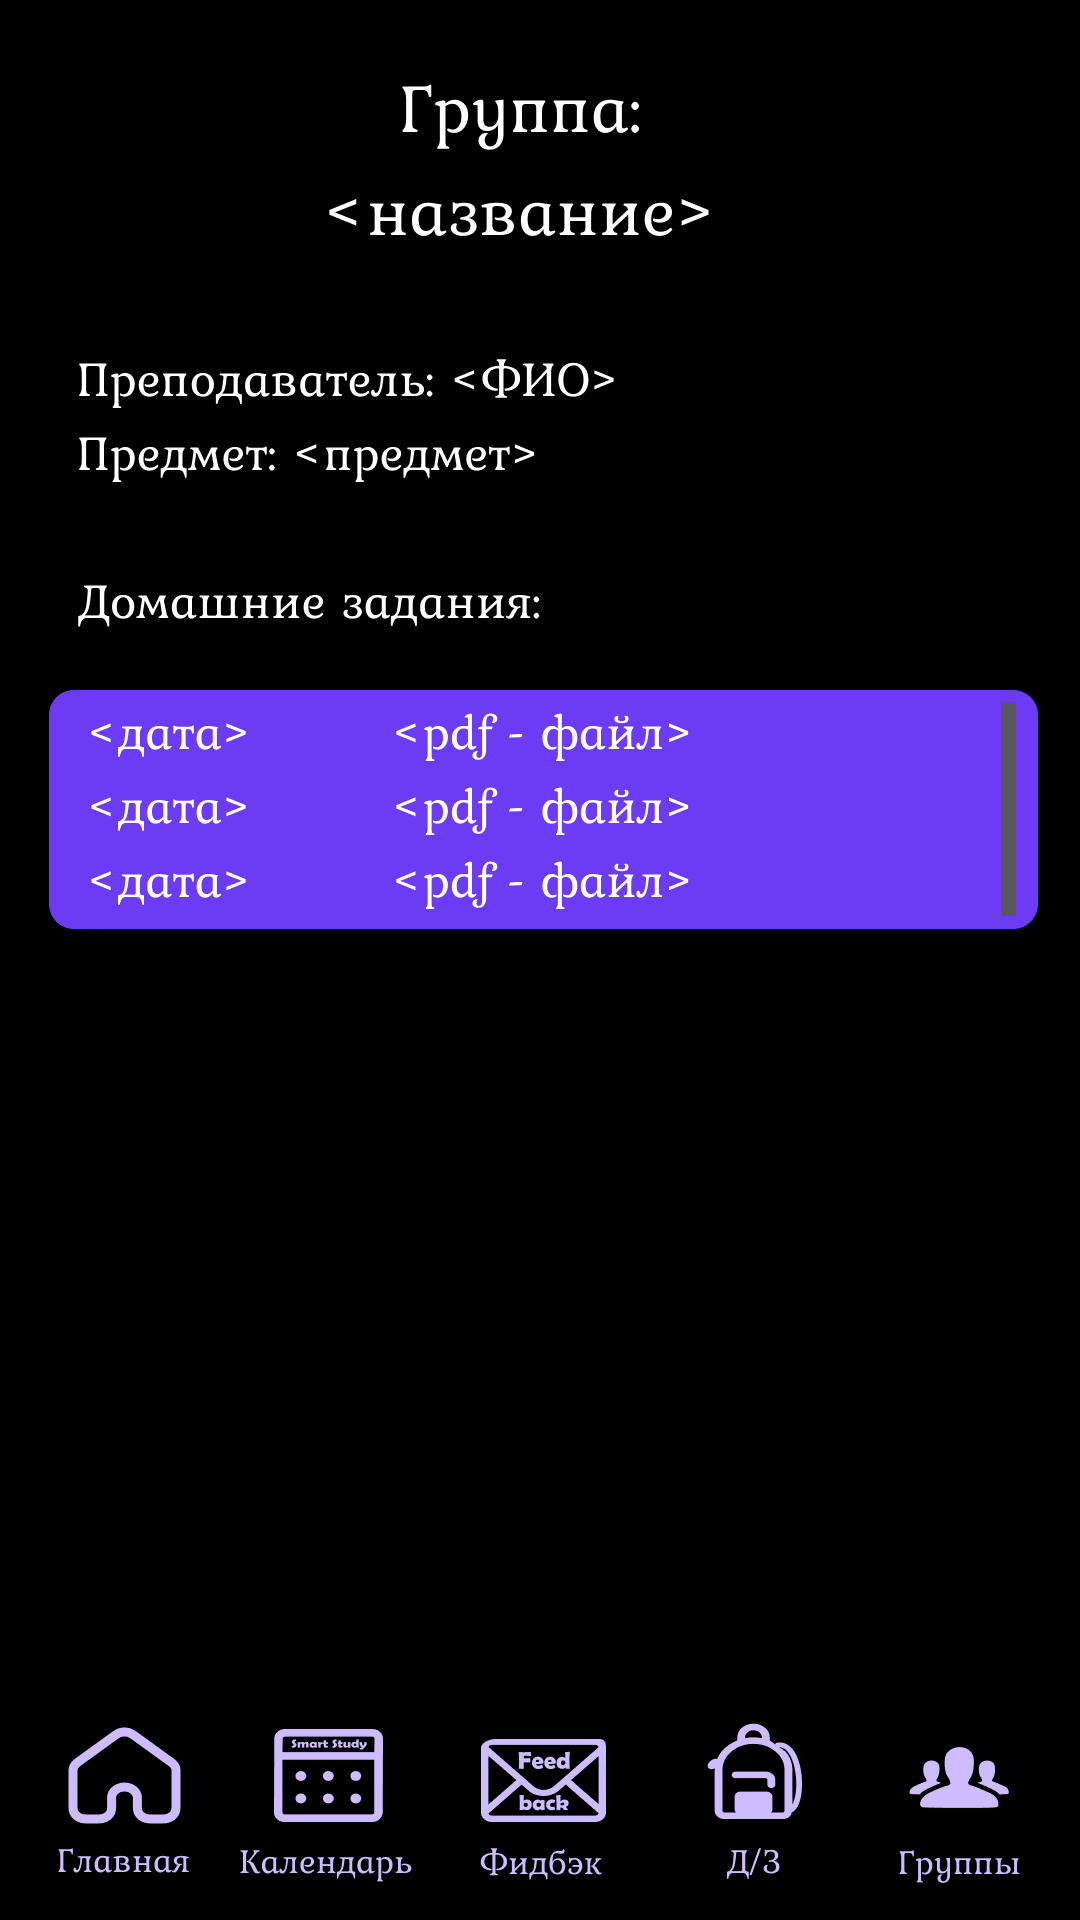 Группа:
<название>
Преподаватель: <ФИО>
Предмет: <предмет>
Домашние задания:
<дата> <pdf - файл>
<дата> <pdf - файл>
<дата> <pdf - файл>
Smart Study
Feed
back
Главная Календарь Фидбэк Д/З Группы